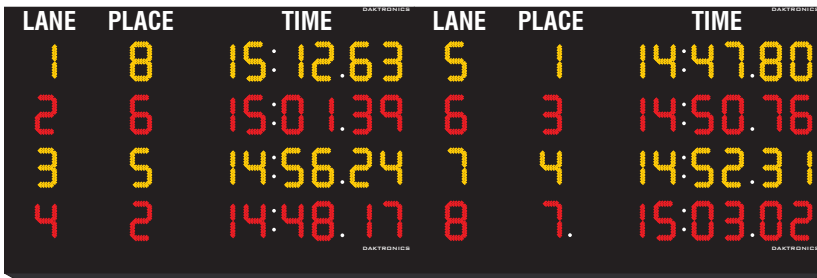 DAKTRONICS DAKTRONICS
LANE PLACE TIME LANE PLACE TIME
1 8 15:12.63 5 1 14:47.80
2 6 15:01.39 6 3 14:50.76
3 5 14:56.24 7 4 14:52.31
4 2 14:48.17 8 7. 15:03.02
DAKTRONICS DAKTRONICS